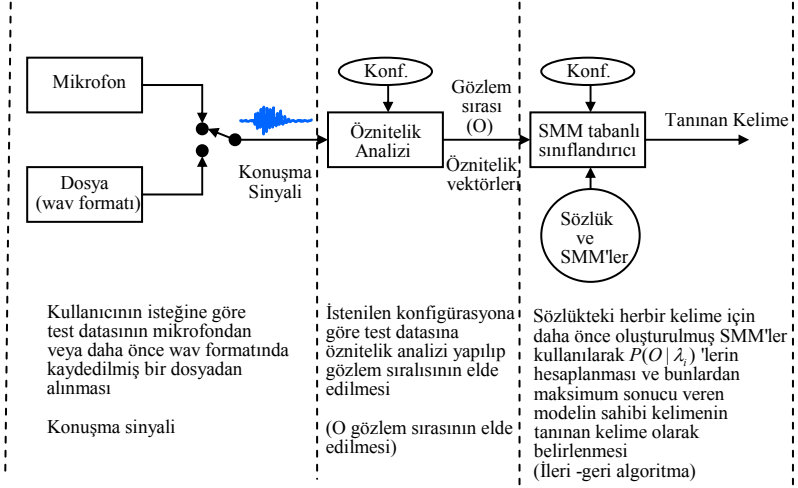 Mikrofon
Dosya
(wav formatı)
Konuşma
Sinyali
Konf.
Öznitelik
Analizi
Gözlem
sırası
(O)
Öznitelik
vektörleri
Konf.
SMM tabanlı
sınıflandırıcı
Sözlük
ve
SMM'ler
Tanınan Kelime
Kullanıcının isteğine göre
test datasının mikrofondan
veya daha önce wav formatında
kaydedilmiş bir dosyadan
alınması
Konuşma sinyali
İstenilen konfigürasyona
göre test datasına
öznitelik analizi yapılıp
gözlem sıralısının elde
edilmesi
(O gözlem sırasının elde
edilmesi)
Sözlükteki herbir kelime için
daha önce oluşturulmuş SMM'ler
kullanılarak P(O | λi) 'lerin
hesaplanması ve bunlardan
maksimum sonucu veren
modelin sahibi kelimenin
tanınan kelime olarak
belirlenmesi
(İleri -geri algoritma)